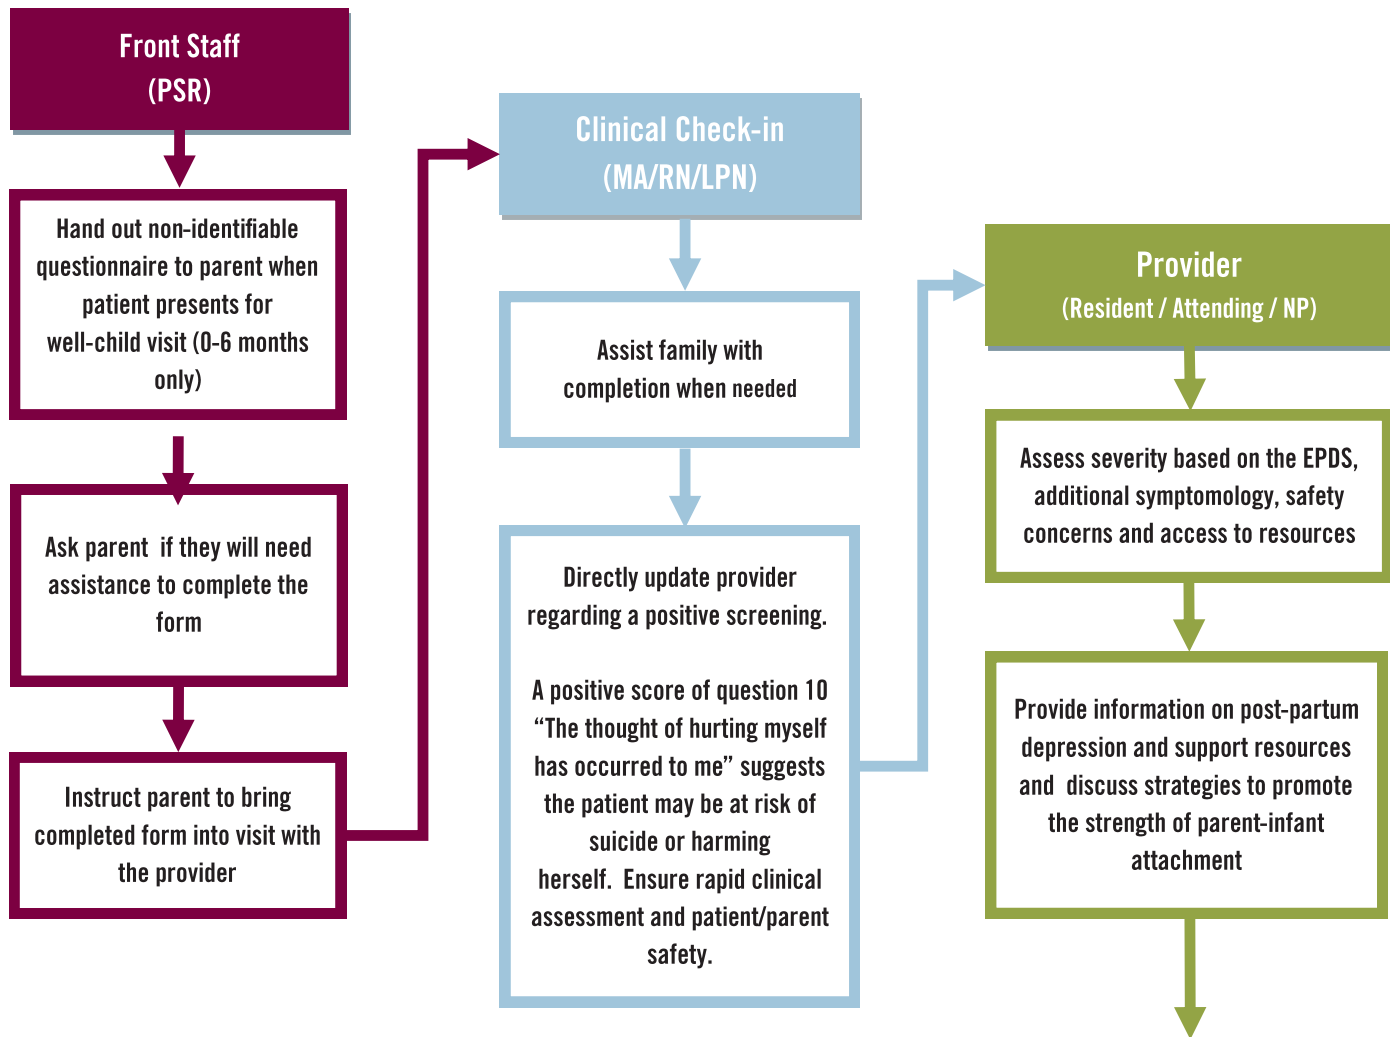 Front Staff
(PSR)
Hand out non-identifiable
questionnaire to parent when
patient presents for
well-child visit (0-6 months
only)
Ask parent if they will need
assistance to complete the
form
Instruct parent to bring
completed form into visit with
the provider
Clinical Check-in
(MA/RN/LPN)
Assist family with
completion when needed
Directly update provider
regarding a positive screening.
A positive score of question 10
“The thought of hurting myself
has occurred to me” suggests
the patient may be at risk of
suicide or harming
herself. Ensure rapid clinical
assessment and patient/parent
safety.
Provider
(Resident / Attending / NP)
Assess severity based on the EPDS,
additional symptomology, safety
concerns and access to resources
Provide information on post-partum
depression and support resources
and discuss strategies to promote
the strength of parent-infant
attachment